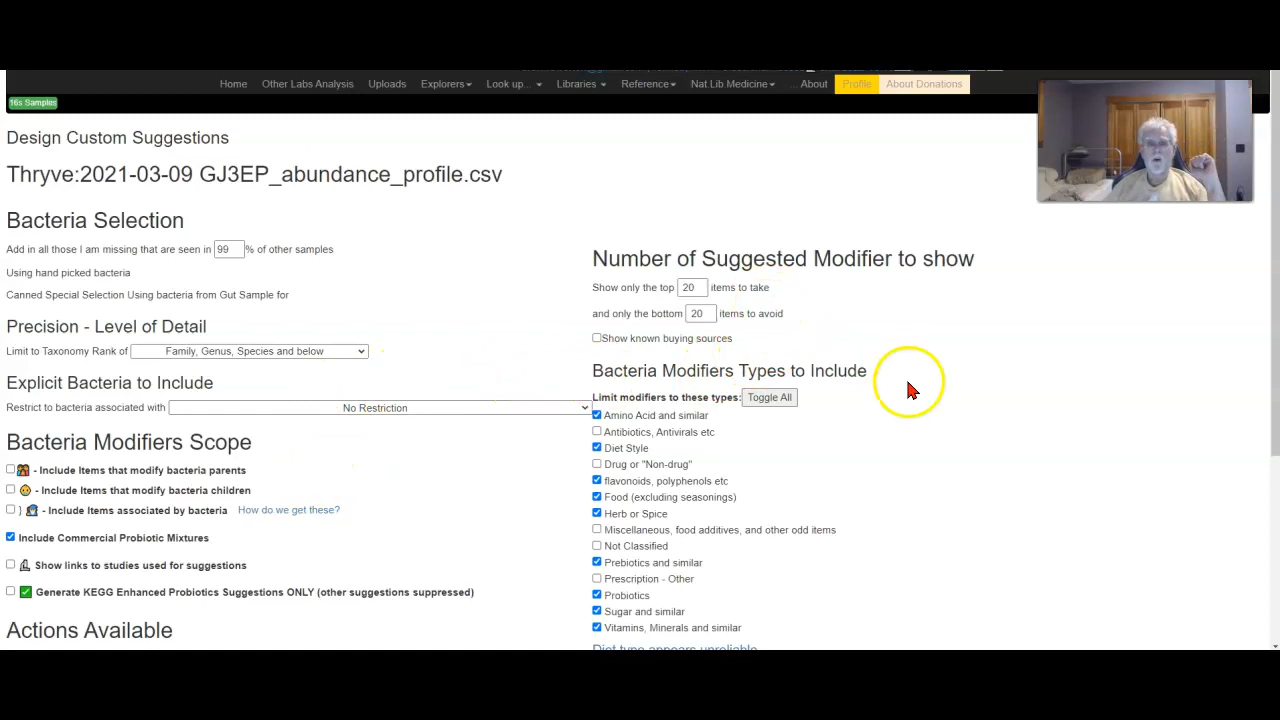 Home Other Labs Analysis Uploads Explorers Look up... Libraries Reference Nat.Lib.Medicine ... About Profile About Donations
16s Samples
Design Custom Suggestions
Thryve:2021-03-09 GJ3EP_abundance_profile.csv
Bacteria Selection
Add in all those I am missing that are seen in 99 % of other samples
Using hand picked bacteria
Canned Special Selection Using bacteria from Gut Sample for
Precision - Level of Detail
Limit to Taxonomy Rank of Family, Genus, Species and below
Explicit Bacteria to Include
Restrict to bacteria associated with No Restriction
Bacteria Modifiers Scope
- Include Items that modify bacteria parents
- Include Items that modify bacteria children
} - Include Items associated by bacteria How do we get these?
Include Commercial Probiotic Mixtures
Show links to studies used for suggestions
Generate KEGG Enhanced Probiotics Suggestions ONLY (other suggestions suppressed)
Actions Available
Number of Suggested Modifier to show
Show only the top 20 items to take
and only the bottom 20 items to avoid
Show known buying sources
Bacteria Modifiers Types to Include
Limit modifiers to these types: Toggle All
Amino Acid and similar
Antibiotics, Antivirals etc
Diet Style
Drug or "Non-drug"
flavonoids, polyphenols etc
Food (excluding seasonings)
Herb or Spice
Miscellaneous, food additives, and other odd items
Not Classified
Prebiotics and similar
Prescription - Other
Probiotics
Sugar and similar
Vitamins, Minerals and similar
Diet type appears unreliable